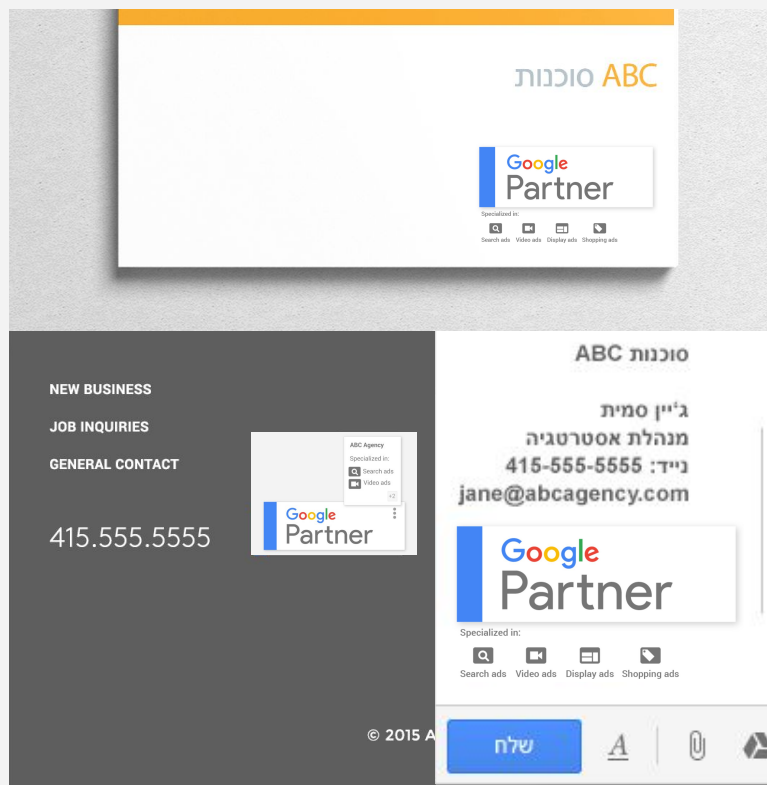 סוכנות ABC
Google
Partner
Specialized in:
Search ads Video ads Display ads Shopping ads
NEW BUSINESS
JOB INQUIRIES
GENERAL CONTACT
415.555.5555
ABC Agency
Specialized in:
Search ads
Video ads
+2
Google
Partner
© 2015 A
סוכנות ABC
ג'יין סמית
מנהלת אסטרטגיה
נייד: 415-555-5555
jane@abcagency.com
Google
Partner
Specialized in:
Search ads Video ads Display ads Shopping ads
שלח
A